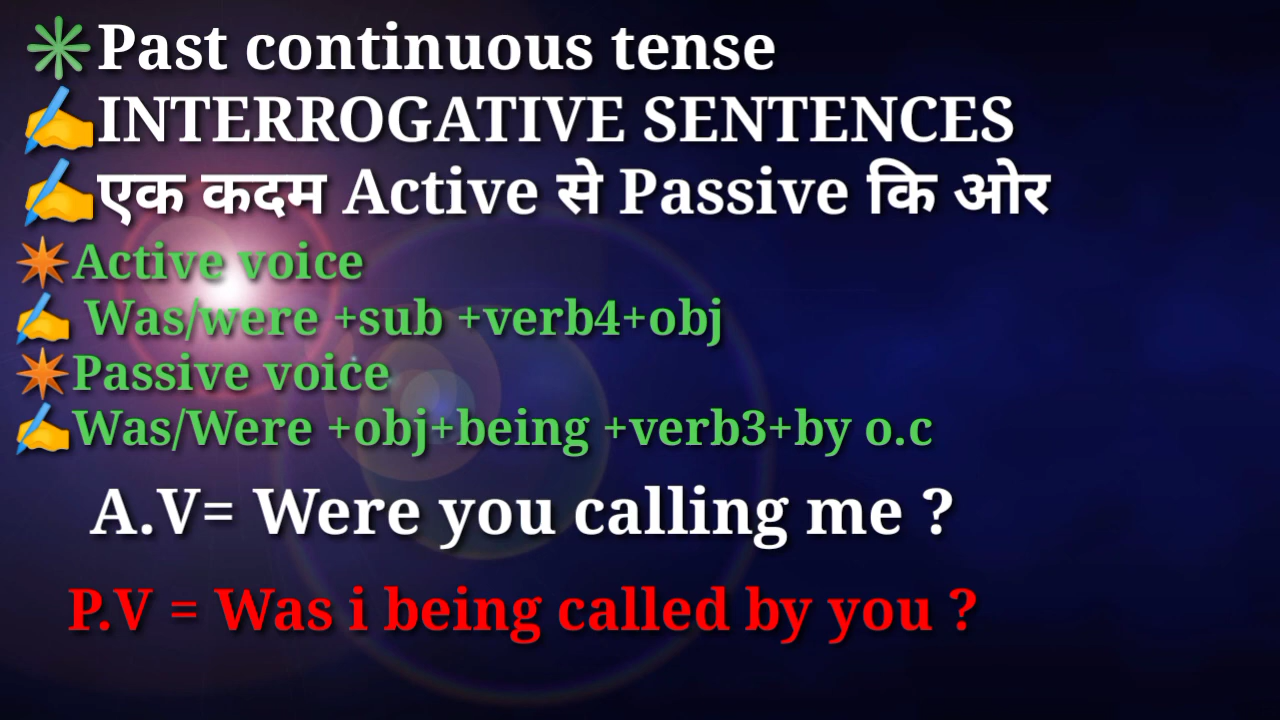 ✳Past continuous tense
✍INTERROGATIVE SENTENCES
✍एक कदम Active से Passive कि ओर
✴Active voice
✍ Was/were +sub +verb4+obj
✴Passive voice
✍Was/Were +obj+being +verb3+by o.c
A.V= Were you calling me ?
P.V = Was i being called by you ?